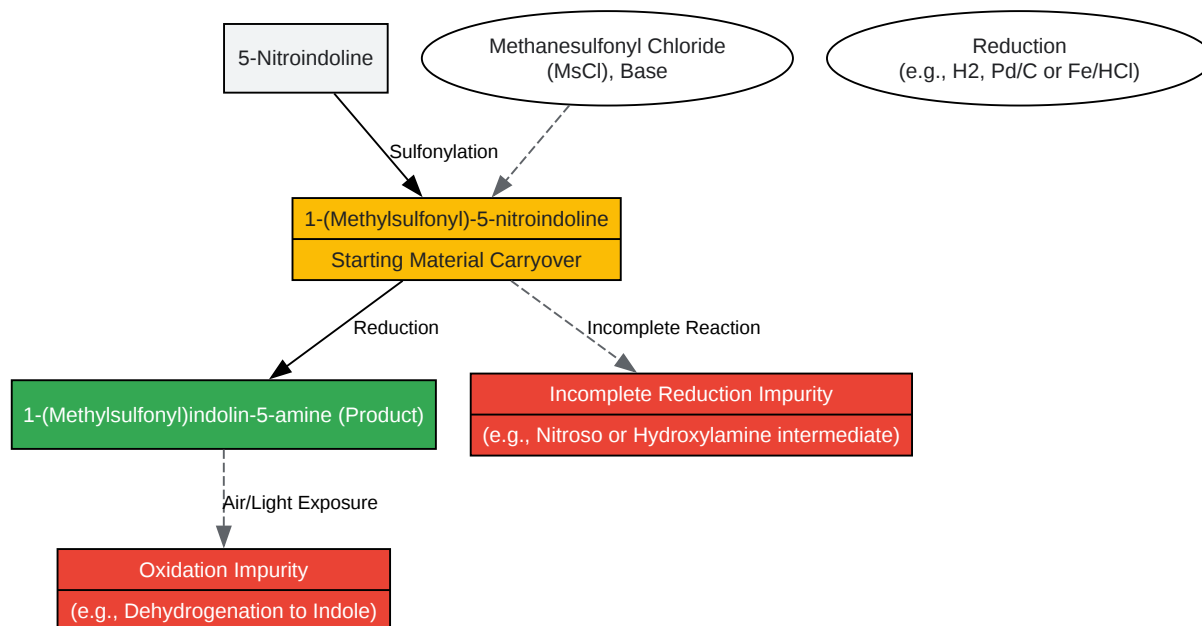 5-Nitroindoline
Methanesulfonyl Chloride
(MsCl), Base
Reduction
(e.g., H2, Pd/C or Fe/HCl)
Sulfonylation
1-(Methylsulfonyl)-5-nitroindoline
Starting Material Carryover
Reduction
Incomplete Reaction
1-(Methylsulfonyl)indolin-5-amine (Product)
Incomplete Reduction Impurity
(e.g., Nitroso or Hydroxylamine intermediate)
Air/Light Exposure
Oxidation Impurity
(e.g., Dehydrogenation to Indole)